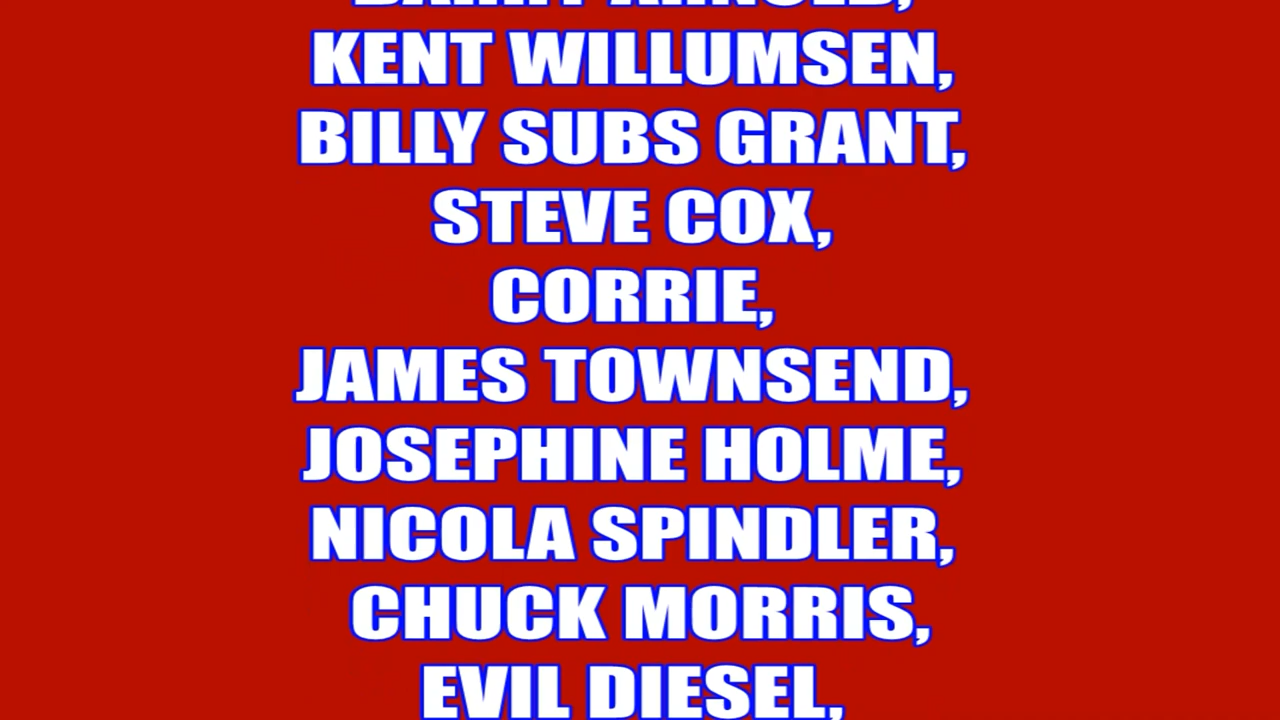 KENT WILLUMSEN,
BILLY SUBS GRANT,
STEVE COX,
CORRIE,
JAMES TOWNSEND,
JOSEPHINE HOLME,
NICOLA SPINDLER,
CHUCK MORRIS,
EVIL DIESEL,